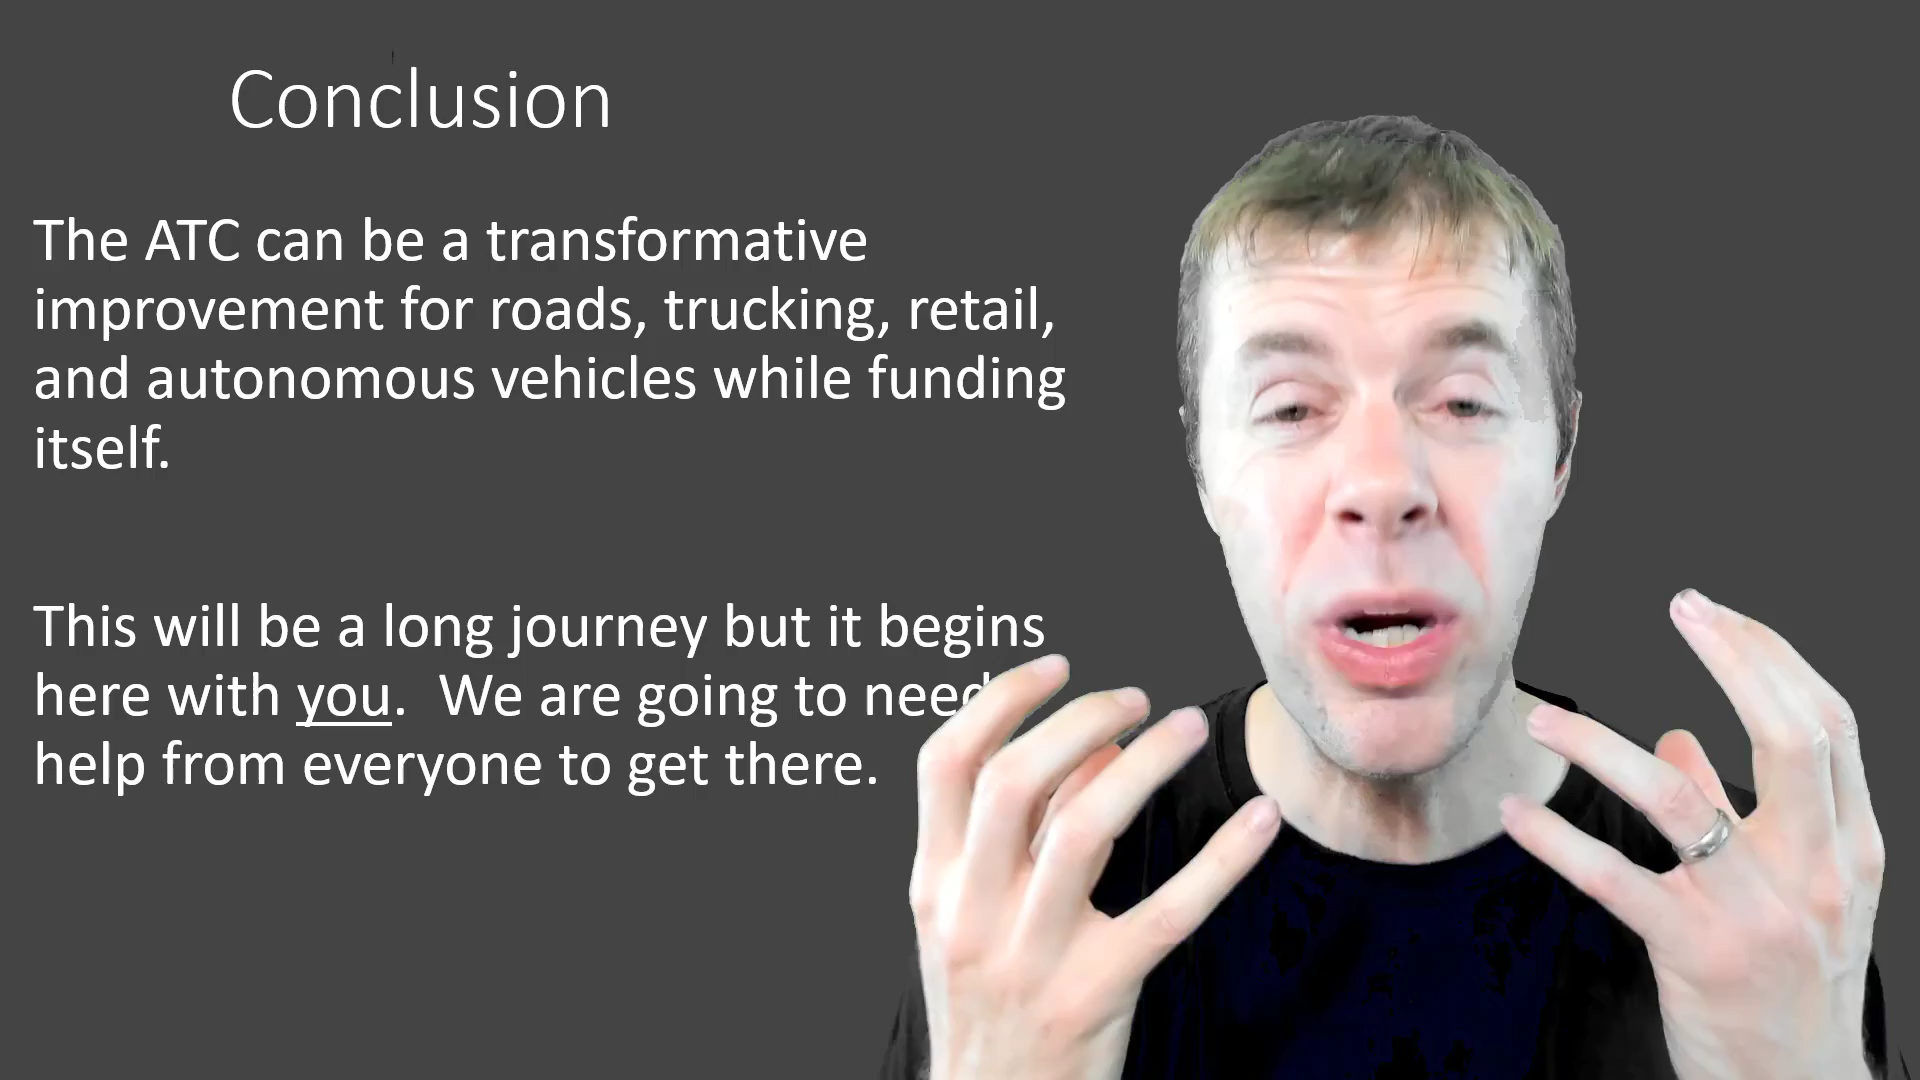 Conclusion
The ATC can be a transformative
improvement for roads, trucking, retail,
and autonomous vehicles while funding
itself.
This will be a long journey but it begins
here with you.  We are going to need
help from everyone to get there.